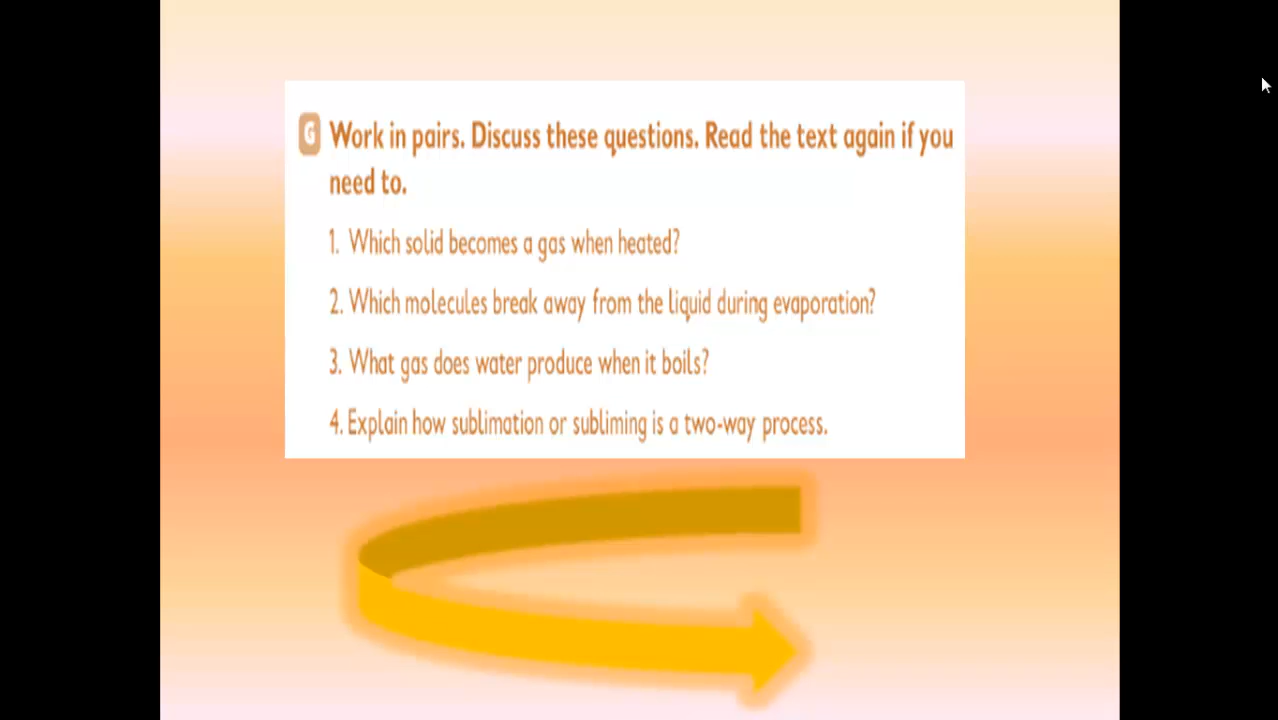 G Work in pairs. Discuss these questions. Read the text again if you
need to.
1. Which solid becomes a gas when heated?
2. Which molecules break away from the liquid during evaporation?
3. What gas does water produce when it boils?
4. Explain how sublimation or subliming is a two-way process.